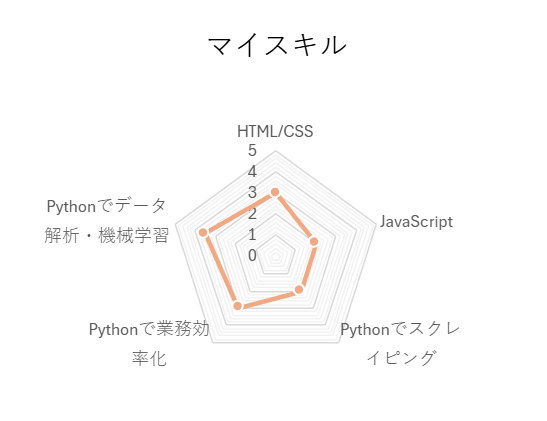 マイスキル
HTML/CSS
5
4
3
2
1
0
JavaScript
Pythonでスクレ
イピング
Pythonで業務効
率化
Pythonでデータ
解析・機械学習